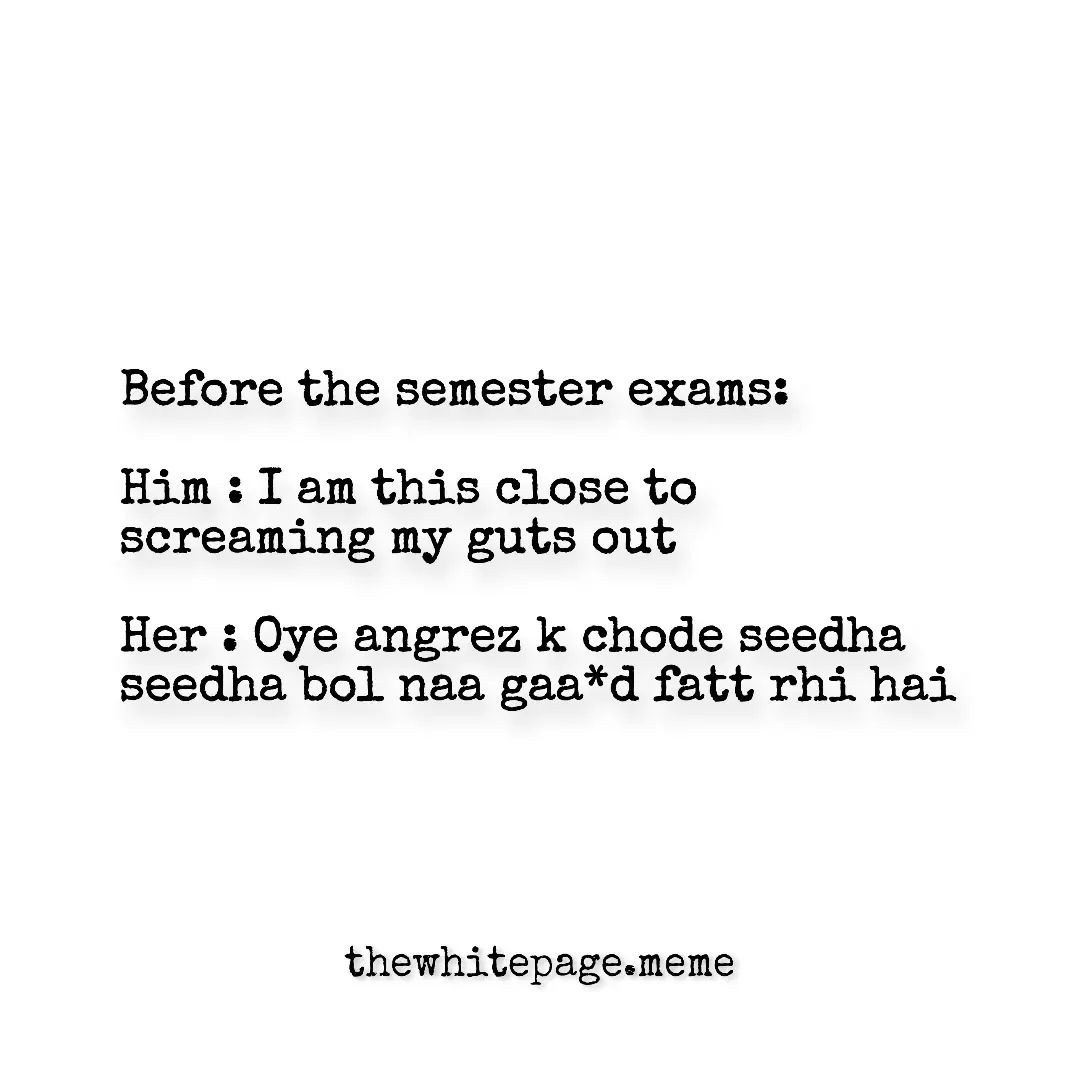 Before the semester exams:
Him : I am this close to
screaming my guts out
Her : Oye angrez k chode seedha
seedha bol naa gaa*d fatt rhi hai
thewhitepage.meme